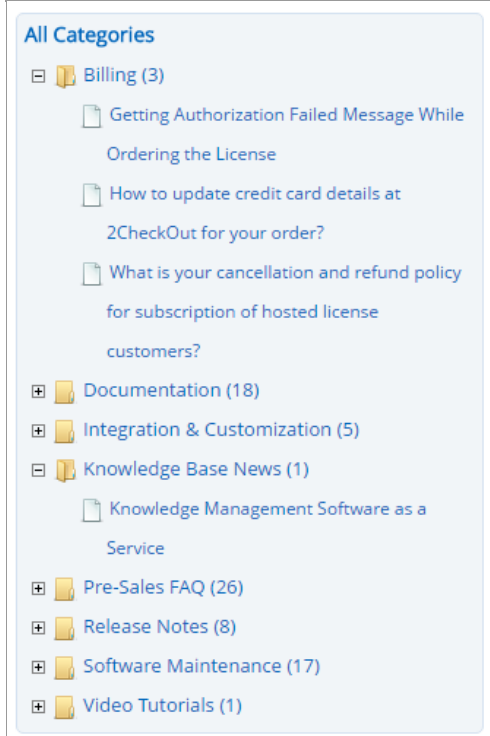 All Categories
Billing (3)
Getting Authorization Failed Message While
Ordering the License
How to update credit card details at
2CheckOut for your order?
What is your cancellation and refund policy
for subscription of hosted license
customers?
Documentation (18)
Integration & Customization (5)
Knowledge Base News (1)
Knowledge Management Software as a
Service
Pre-Sales FAQ (26)
Release Notes (8)
Software Maintenance (17)
Video Tutorials (1)